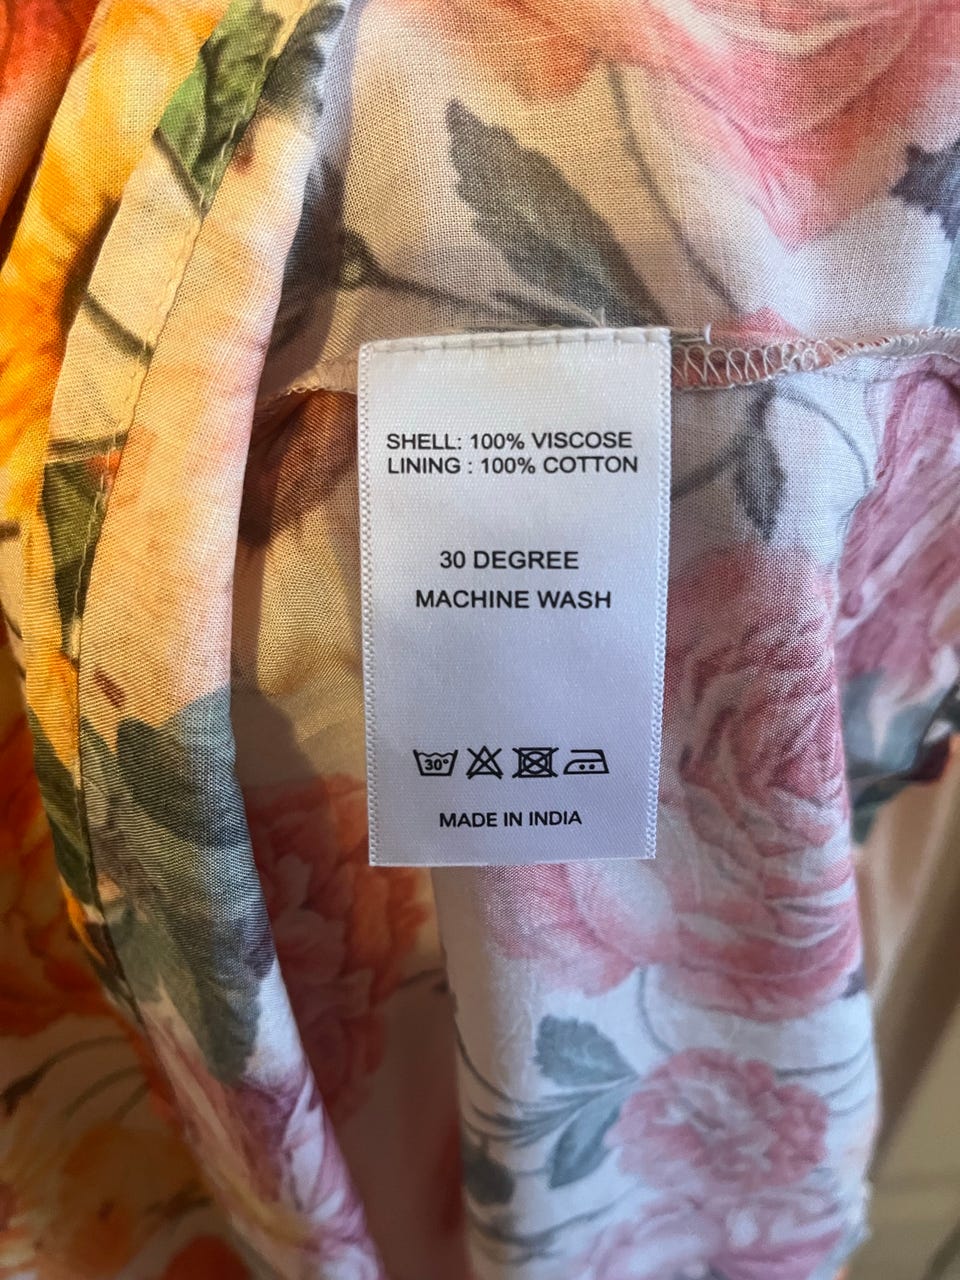 SHELL: 100% VISCOSE
LINING : 100% COTTON
30 DEGREE
MACHINE WASH
30°
MADE IN INDIA